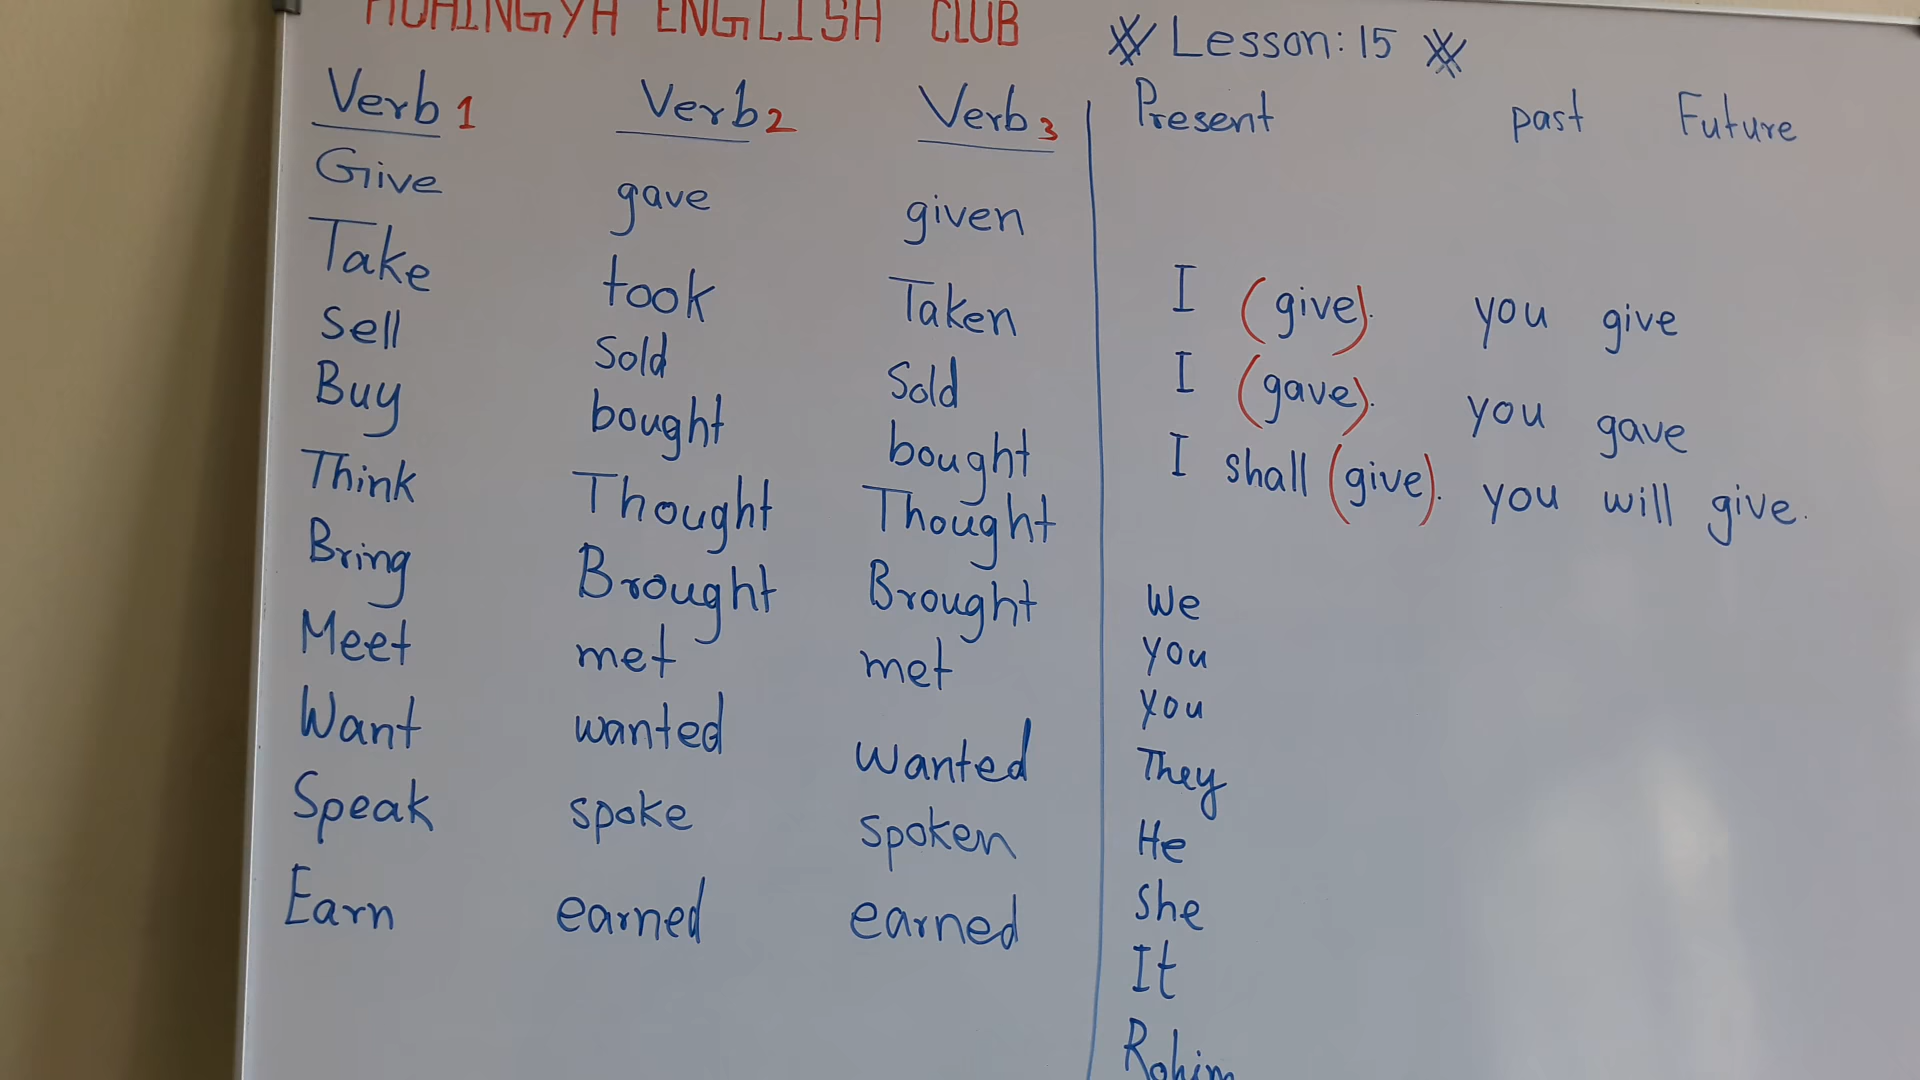 ROHINGYA ENGLISH CLUB
Lesson: 15
Verb 1 Verb 2 Verb 3
Give gave given
Take took Taken
Sell Sold Sold
Buy bought bought
Think Thought Thought
Bring Brought Brought
Meet met met
Want wanted wanted
Speak spoke spoken
Earn earned earned
Present past Future
I (give). you give
I (gave). you gave
I shall (give). you will give.
We
you
you
They
He
She
It
Rohim